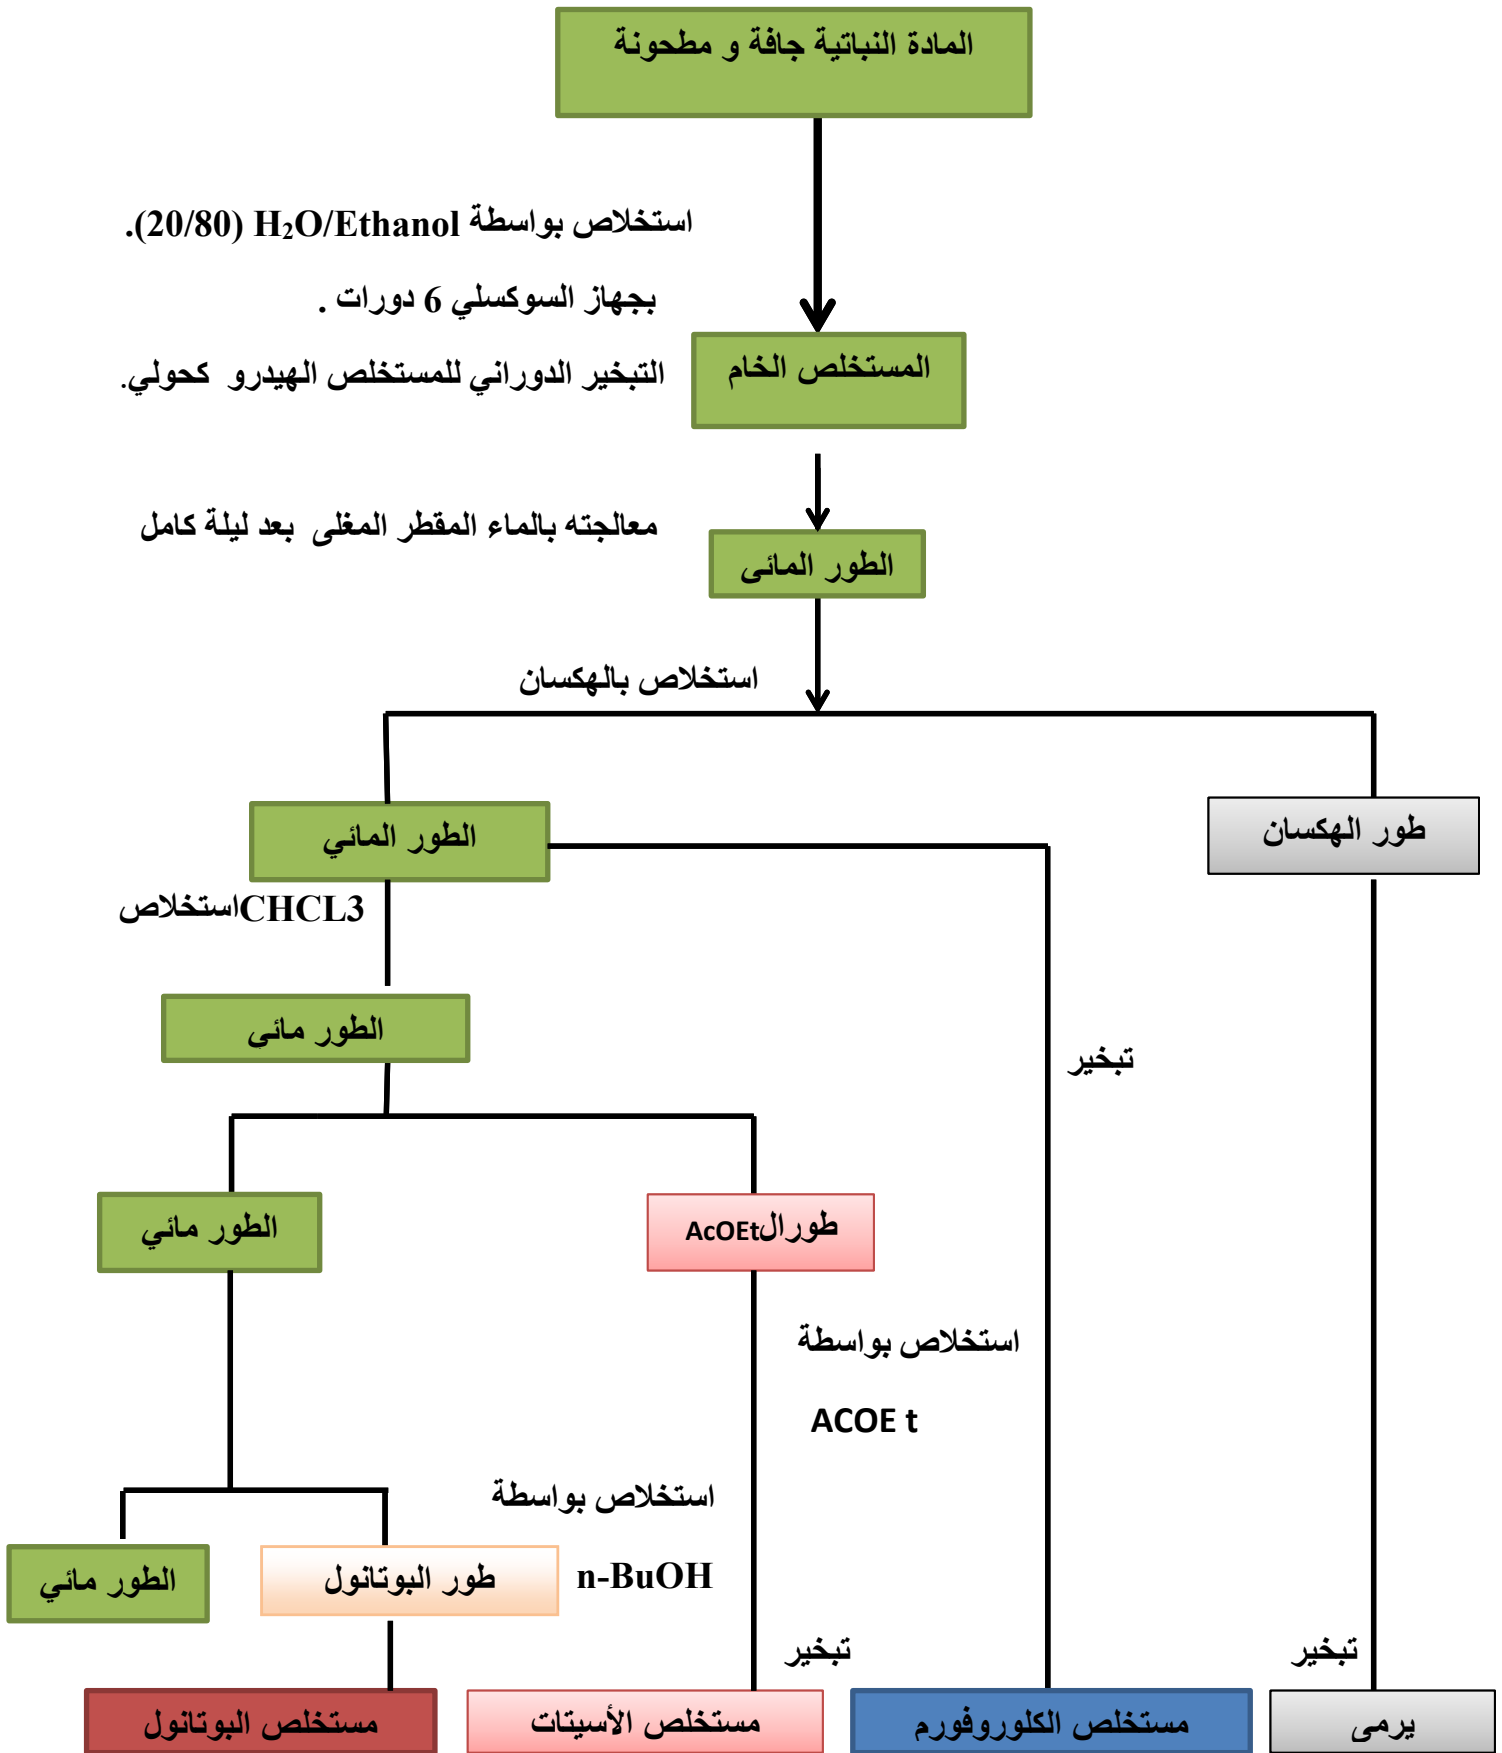 المادة النباتية جافة و مطحونة
استخلاص بواسطة H₂O/Ethanol (20/80).
بجهاز السوكسلي 6 دورات .
المستخلص الخام
التبخير الدوراني للمستخلص الهيدرو كحولي.
معالجته بالماء المقطر المغلى بعد ليلة كامل
الطور المائى
استخلاص بالهكسان
طور الهكسان
الطور المائي
استخلاصCHCL3
الطور مائي
تبخير
طورالAcOEt
الطور مائي
استخلاص بواسطة
ACOE t
استخلاص بواسطة
n-BuOH
طور البوتانول
الطور مائي
تبخير
تبخير
يرمى
مستخلص الكلوروفورم
مستخلص الأسيتات
مستخلص البوتانول